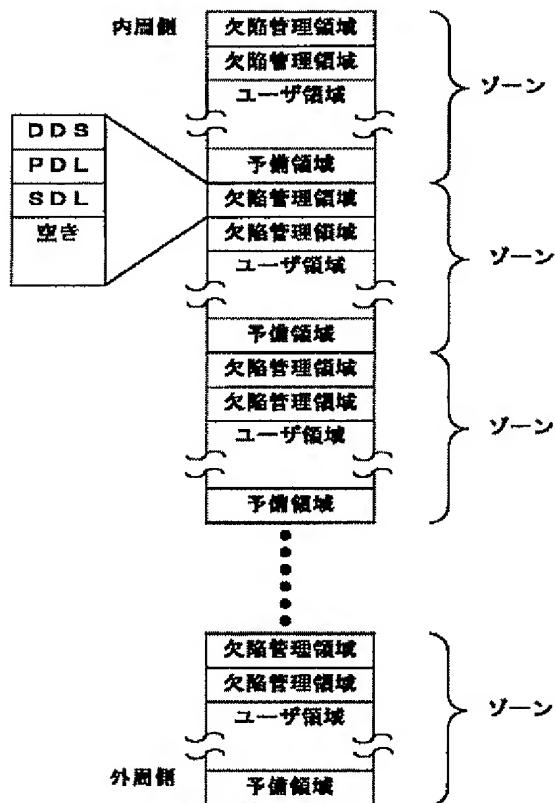 内周側
欠陥管理領域
欠陥管理領域
ユーザ領域
ゾーン
予備領域
DDS
PDL
SDL
空き
欠陥管理領域
欠陥管理領域
ユーザ領域
ゾーン
予備領域
欠陥管理領域
欠陥管理領域
ユーザ領域
ゾーン
予備領域
欠陥管理領域
欠陥管理領域
ユーザ領域
ゾーン
外周側
予備領域